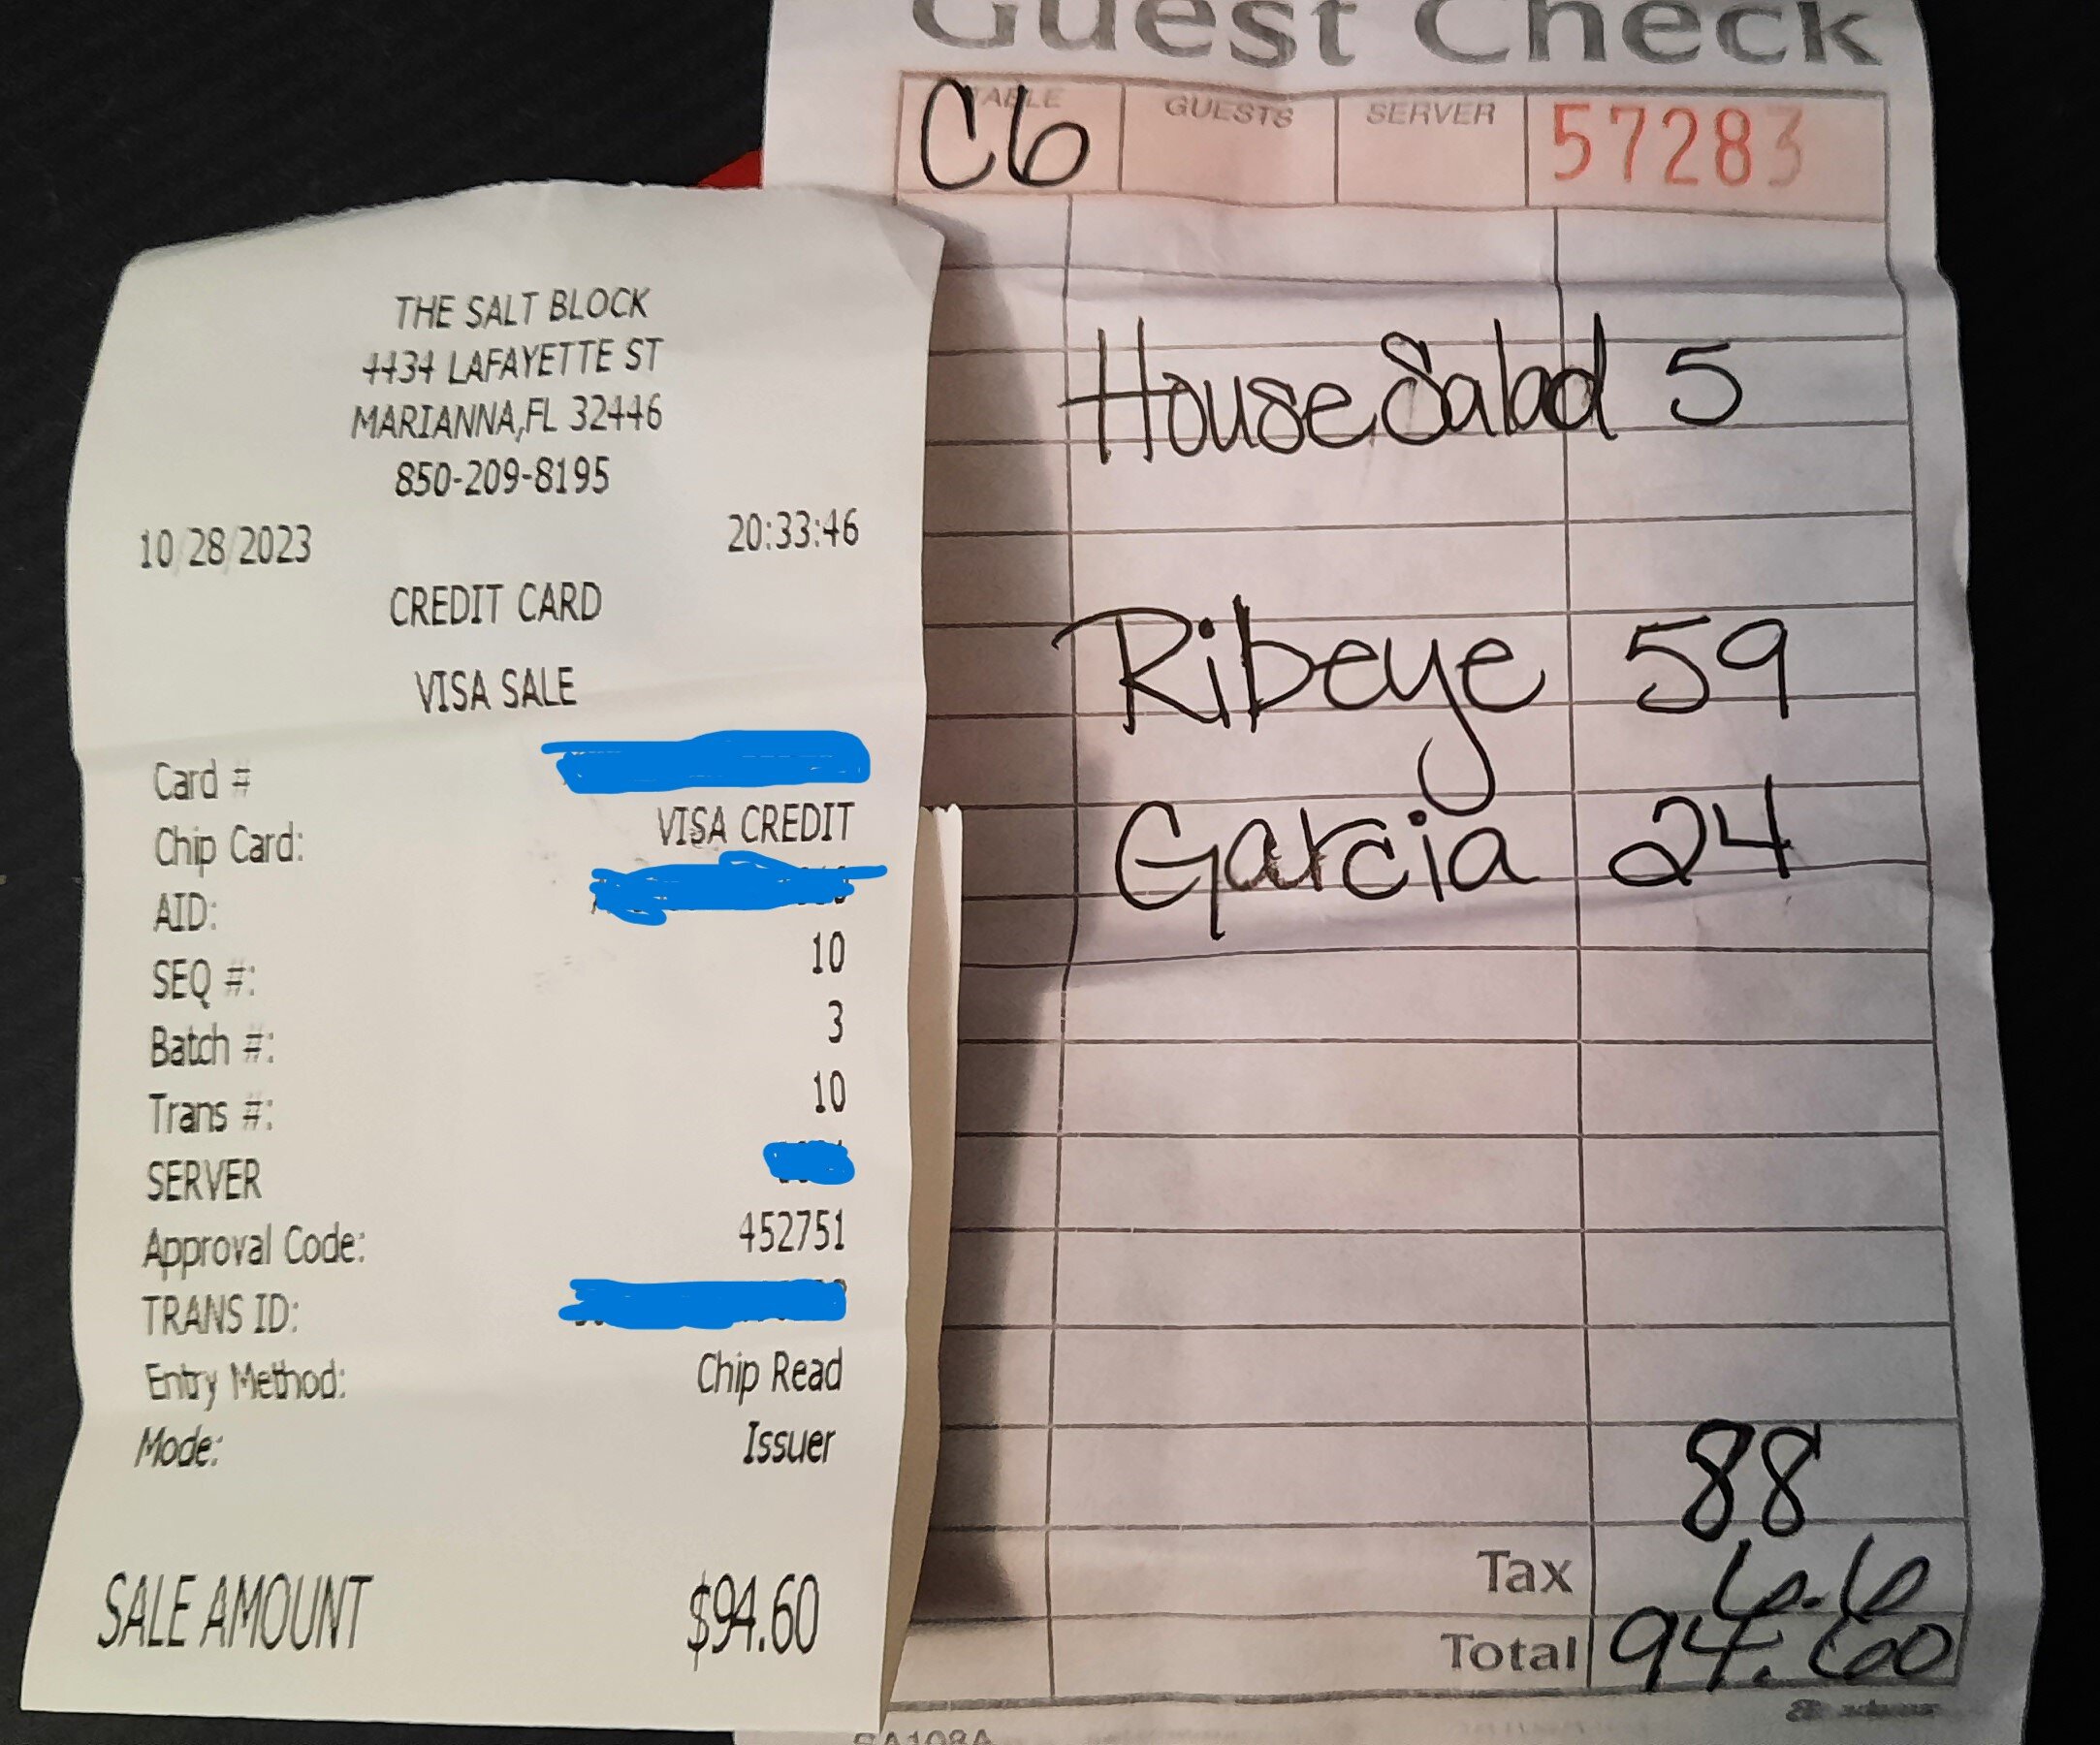 THE SALT BLOCK
4434 LAFAYETTE ST
MARIANNA,FL 32446
850-209-8195
10/28/2023 20:33:46
CREDIT CARD
VISA SALE
Card #
Chip Card: VISA CREDIT
AID:
SEQ #: 10
Batch #: 3
Trans #: 10
SERVER
Approval Code: 452751
TRANS ID:
Entry Method: Chip Read
Mode: Issuer
SALE AMOUNT $94.60
Guest Check
TABLE GUESTS SERVER
C6 57283
House Salad 5
Ribeye 59
Garcia 24
88
Tax 6.6
Total 94.60